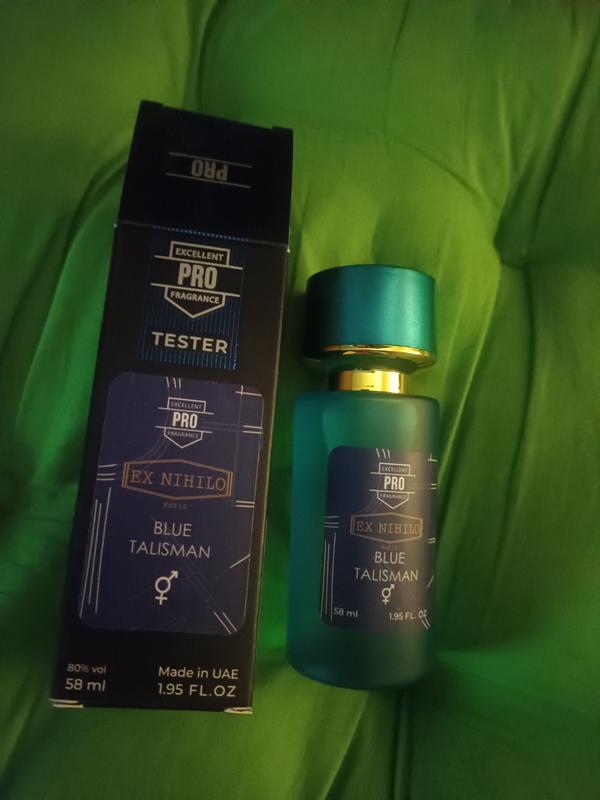 PRO
EXCELLENT
PRO
FRAGRANCE
TESTER
EXCELLENT
PRO
FRAGRANCE
EX NIHILO
PARIS
BLUE
TALISMAN
80% vol
58 ml
Made in UAE
1.95 FL.OZ
EXCELLENT
PRO
FRAGRANCE
EX NIHILO
PARIS
BLUE
TALISMAN
58 ml
1.95 FL. OZ